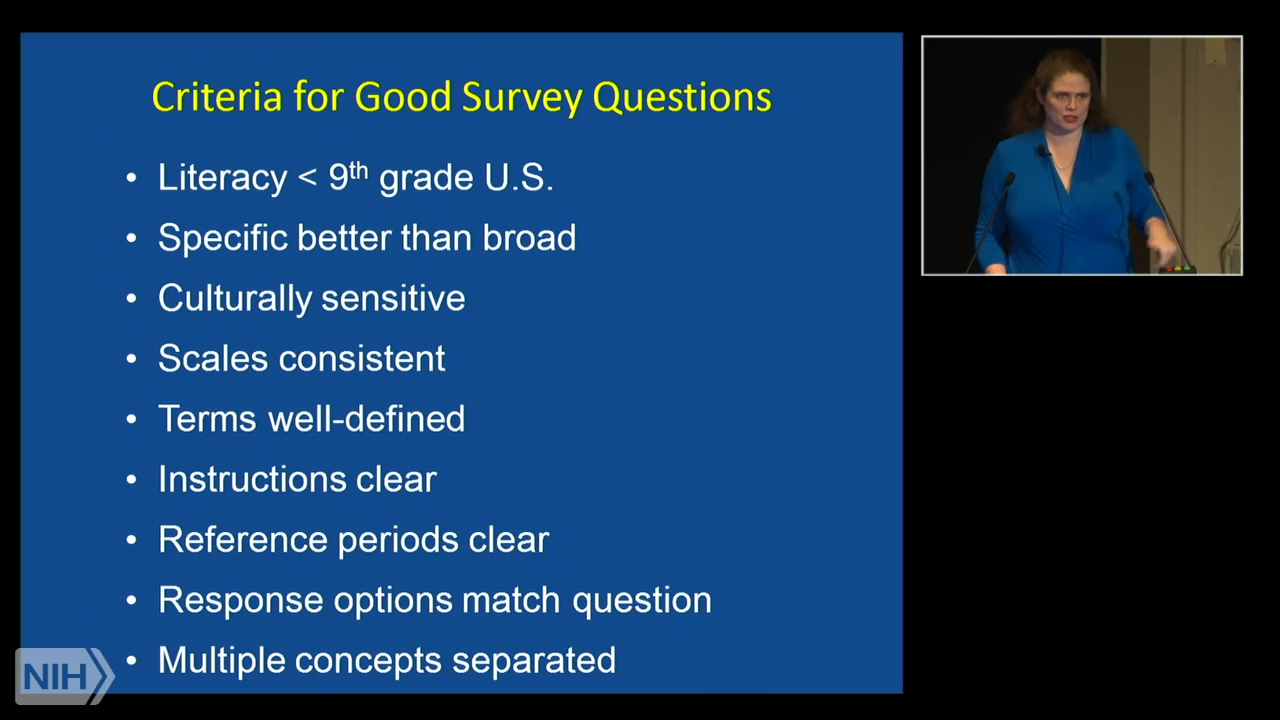 Criteria for Good Survey Questions
• Literacy < 9th grade U.S.
• Specific better than broad
• Culturally sensitive
• Scales consistent
• Terms well-defined
• Instructions clear
• Reference periods clear
• Response options match question
• Multiple concepts separated
NIH